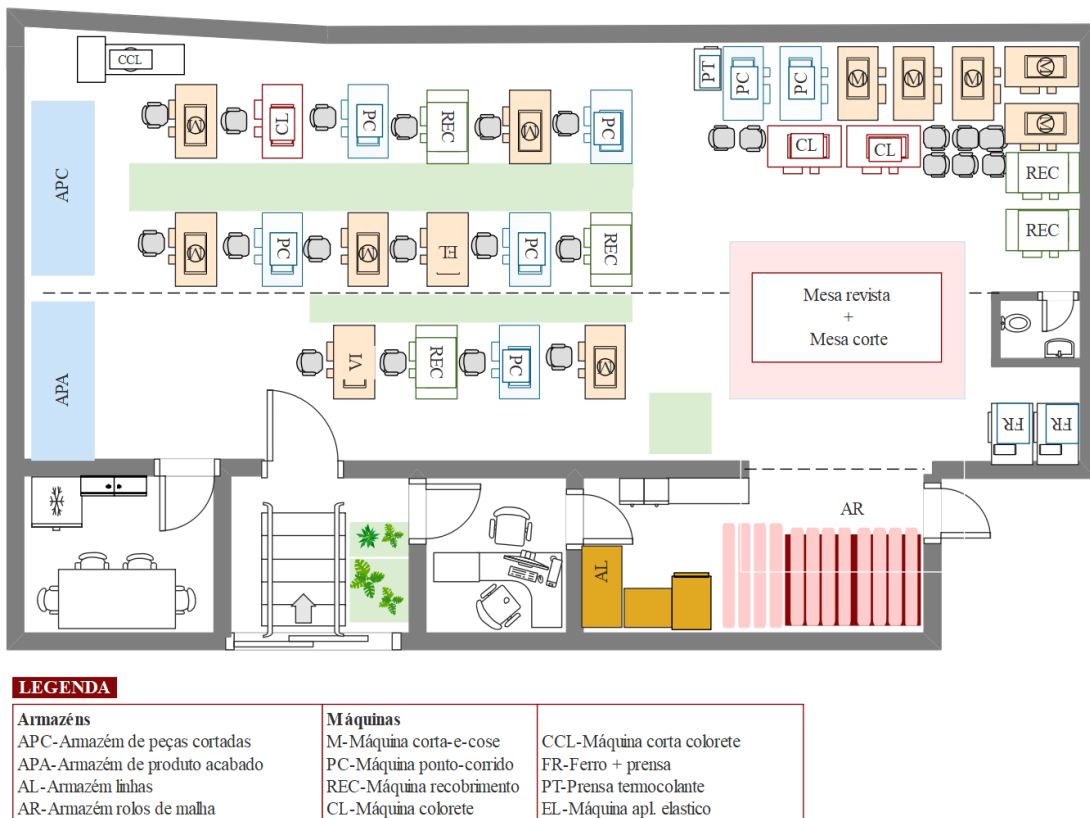 CCL
PT
PC
PC
M
M
M
M
M
CL
CL
REC
REC
APC
M
CL
PC
REC
M
PC
M
PC
M
EL
PC
REC
Mesa revista
+
Mesa corte
APA
IA
REC
PC
M
FR
FR
AR
AL
LEGENDA
Armazéns
APC-Armazém de peças cortadas
APA-Armazém de produto acabado
AL-Armazém linhas
AR-Armazém rolos de malha
Máquinas
M-Máquina corta-e-cose
PC-Máquina ponto-corrido
REC-Máquina recobrimento
CL-Máquina colorete
CCL-Máquina corta colorete
FR-Ferro + prensa
PT-Prensa termocolante
EL-Máquina apl. elastico